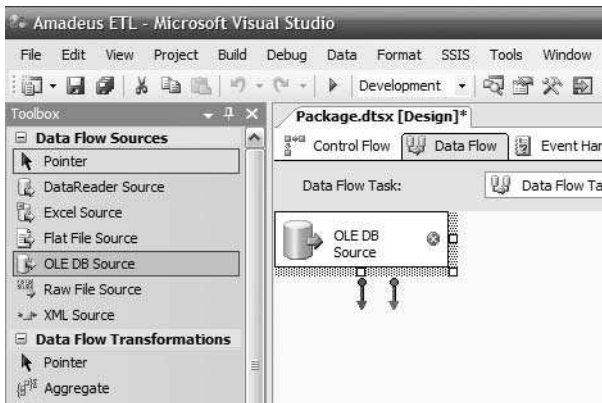 Amadeus ETL - Microsoft Visual Studio
File Edit View Project Build Debug Data Format SSIS Tools Window
Development
Toolbox
Package.dtsx [Design]*
Data Flow Sources
Control Flow Data Flow Event Han
Pointer
DataReader Source
Data Flow Task: Data Flow Ta
Excel Source
Flat File Source
OLE DB Source
OLE DB
Source
Raw File Source
XML Source
Data Flow Transformations
Pointer
Aggregate